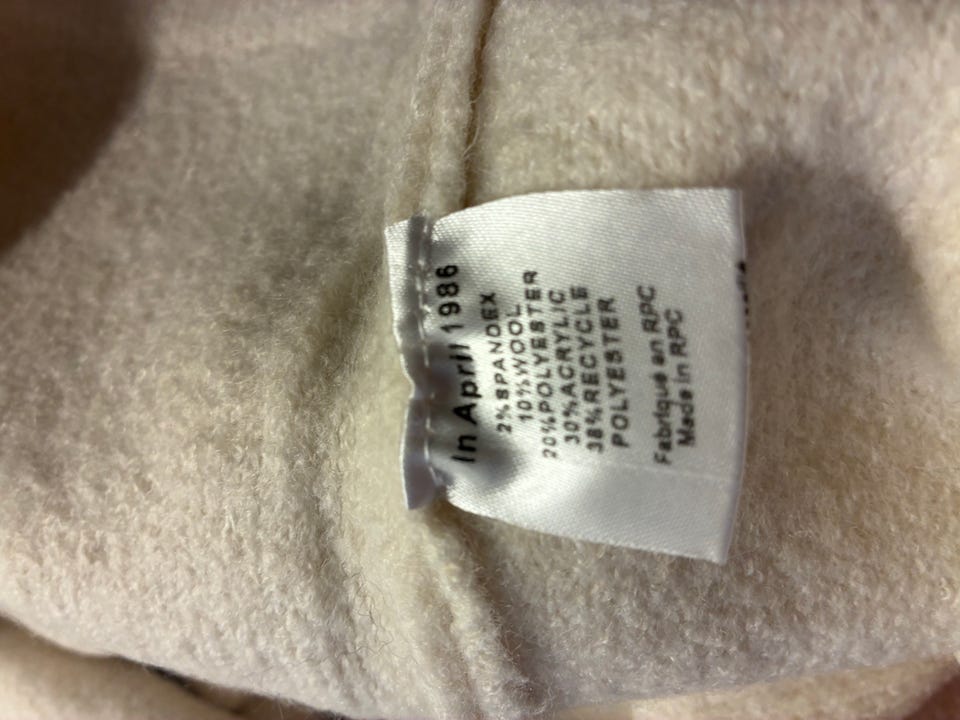 In April 1986
2%SPANDEX
10%WOOL
20%POLYESTER
30%ACRYLIC
38%RECYCLE
POLYESTER
Fabriqué en RPC
Made in RPC